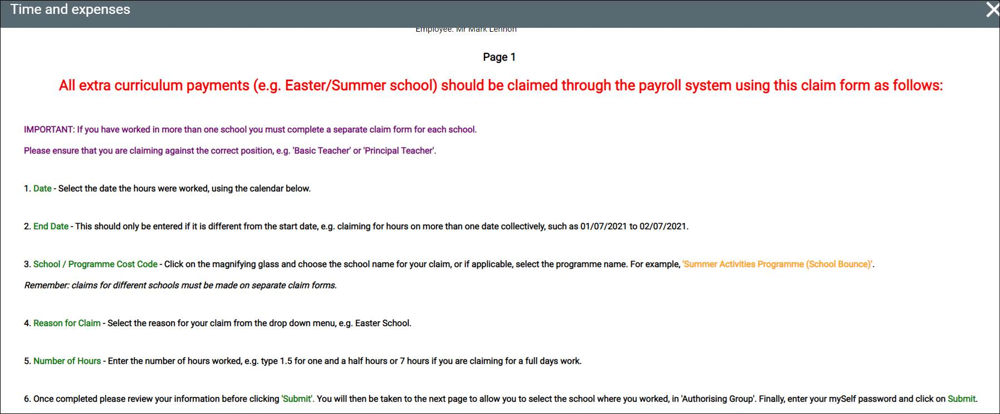 Time and expenses
Employee: Mr Mark Lennon
Page 1
All extra curriculum payments (e.g. Easter/Summer school) should be claimed through the payroll system using this claim form as follows:
IMPORTANT: If you have worked in more than one school you must complete a separate claim form for each school.
Please ensure that you are claiming against the correct position, e.g. 'Basic Teacher' or 'Principal Teacher'.
1. Date - Select the date the hours were worked, using the calendar below.
2. End Date - This should only be entered if it is different from the start date, e.g. claiming for hours on more than one date collectively, such as 01/07/2021 to 02/07/2021.
3. School / Programme Cost Code - Click on the magnifying glass and choose the school name for your claim, or if applicable, select the programme name. For example, 'Summer Activities Programme (School Bounce)'.
Remember: claims for different schools must be made on separate claim forms.
4. Reason for Claim - Select the reason for your claim from the drop down menu, e.g. Easter School.
5. Number of Hours - Enter the number of hours worked, e.g. type 1.5 for one and a half hours or 7 hours if you are claiming for a full days work.
6. Once completed please review your information before clicking 'Submit'. You will then be taken to the next page to allow you to select the school where you worked, in 'Authorising Group'. Finally, enter your mySelf password and click on Submit.